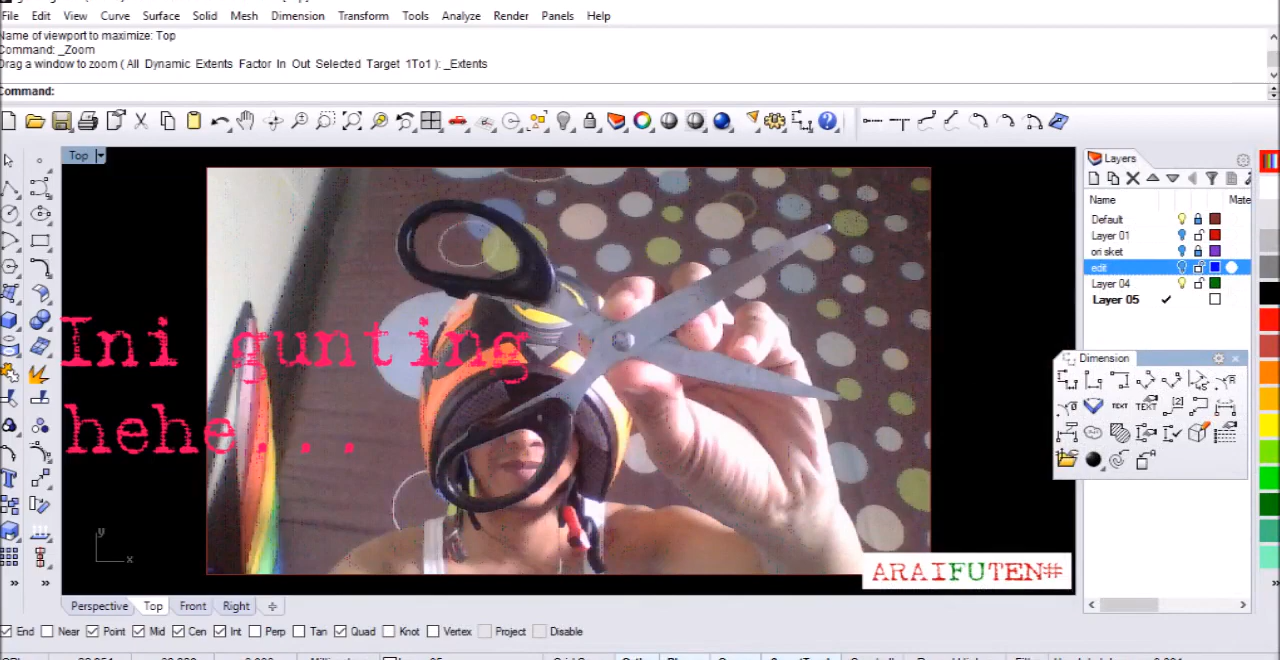 File Edit View Curve Surface Solid Mesh Dimension Transform Tools Analyze Render Panels Help
Name of viewport to maximize: Top
Command: _Zoom
Drag a window to zoom ( All Dynamic Extents Factor In Out Selected Target 1To1 ): _Extents
Command:
Top
Layers
Name Mate
Default
Layer 01
ori sket
edit
Layer 04
Layer 05
Dimension
TEXT TEXT
Ini gunting
hehe...
ARAIFUTEN#
Perspective Top Front Right
End Near Point Mid Cen Int Perp Tan Quad Knot Vertex Project Disable